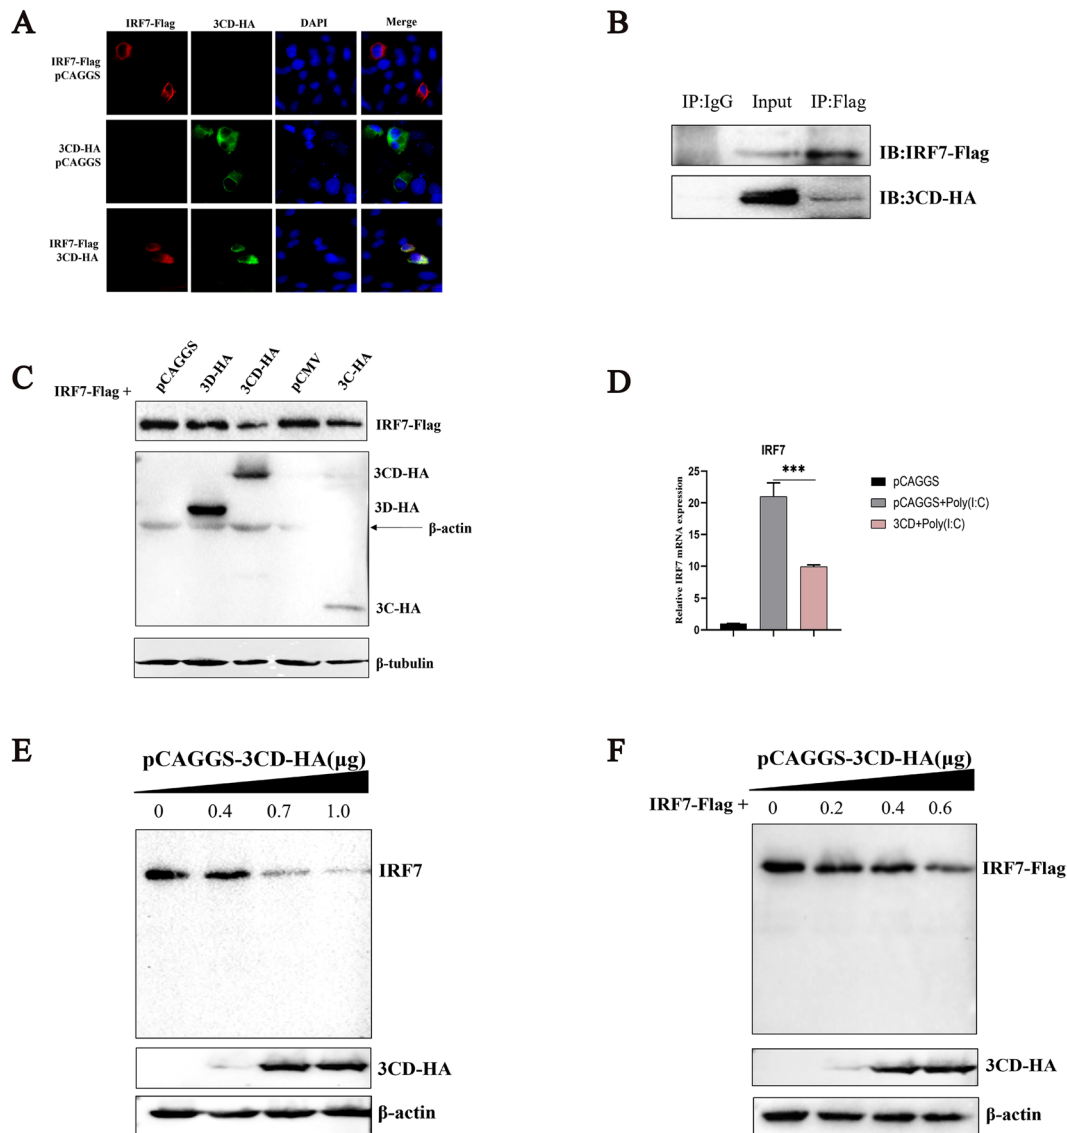 A
IRF7-Flag 3CD-HA DAPI Merge
IRF7-Flag
pCAGGS
3CD-HA
pCAGGS
IRF7-Flag
3CD-HA
B
IP:IgG Input IP:Flag
IB:IRF7-Flag
IB:3CD-HA
C
IRF7-Flag + pCAGGS 3D-HA 3CD-HA pCMV 3C-HA
IRF7-Flag
3CD-HA
3D-HA
β-actin
3C-HA
β-tubulin
D
IRF7
***
Relative IRF7 mRNA expression
25
20
15
10
5
0
pCAGGS
pCAGGS+Poly(I:C)
3CD+Poly(I:C)
E
pCAGGS-3CD-HA(μg)
0 0.4 0.7 1.0
IRF7
3CD-HA
β-actin
F
pCAGGS-3CD-HA(μg)
IRF7-Flag + 0 0.2 0.4 0.6
IRF7-Flag
3CD-HA
β-actin